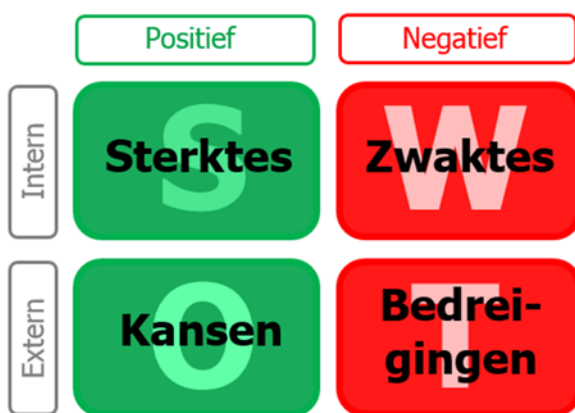 Positief
Negatief
Intern
S
Sterktes
W
Zwaktes
Extern
O
Kansen
T
Bedrei-
gingen